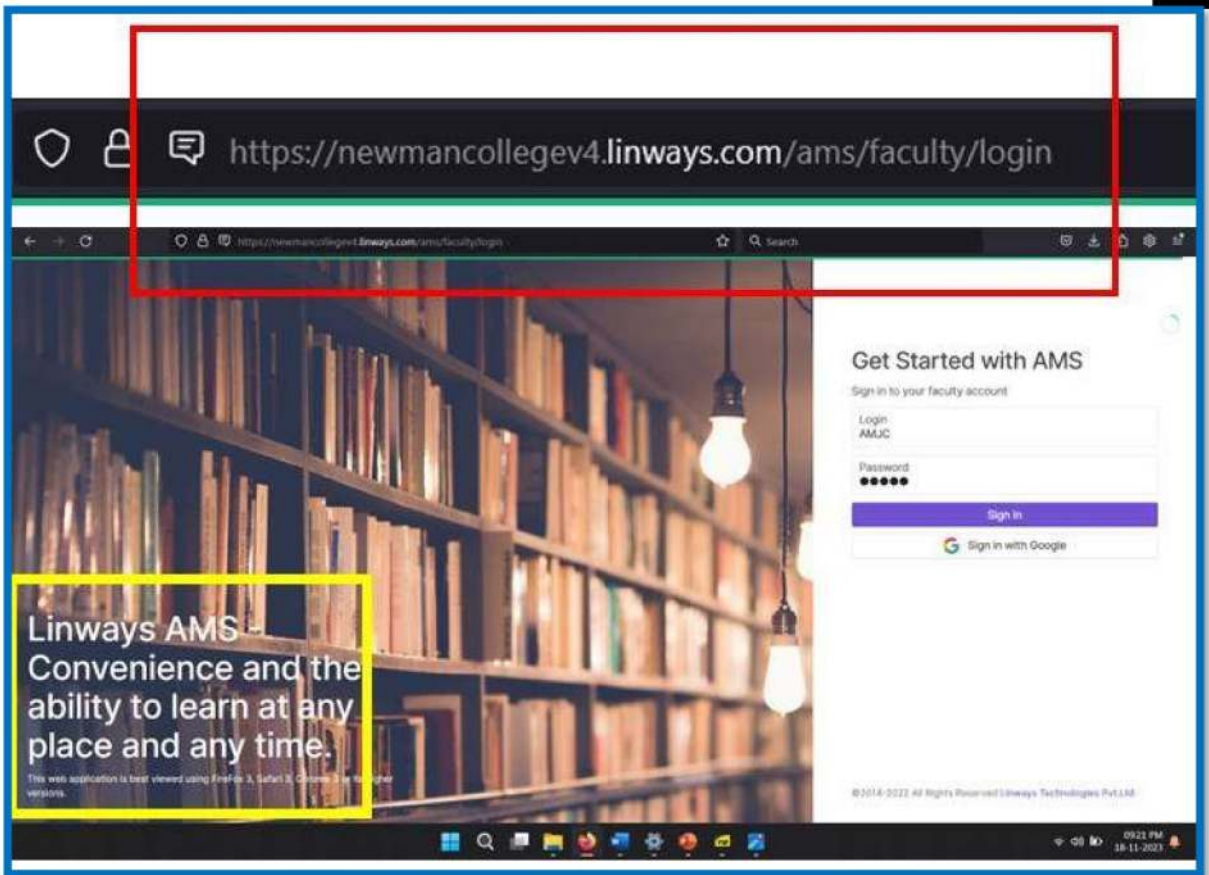 https://newmancollegev4.linways.com/ams/faculty/login
https://newmancollegev4.linways.com/ams/faculty/login
Search
Get Started with AMS
Sign in to your faculty account
Login
AMJC
Password
Sign In
Sign in with Google
Linways AMS -
Convenience and the
ability to learn at any
place and any time.
This web application is best viewed using FireFox 3, Safari 3, Chrome 3 or its higher
versions.
©2014-2022 All Rights Reserved Linways Technologies Pvt.Ltd
09:21 PM
18-11-2023